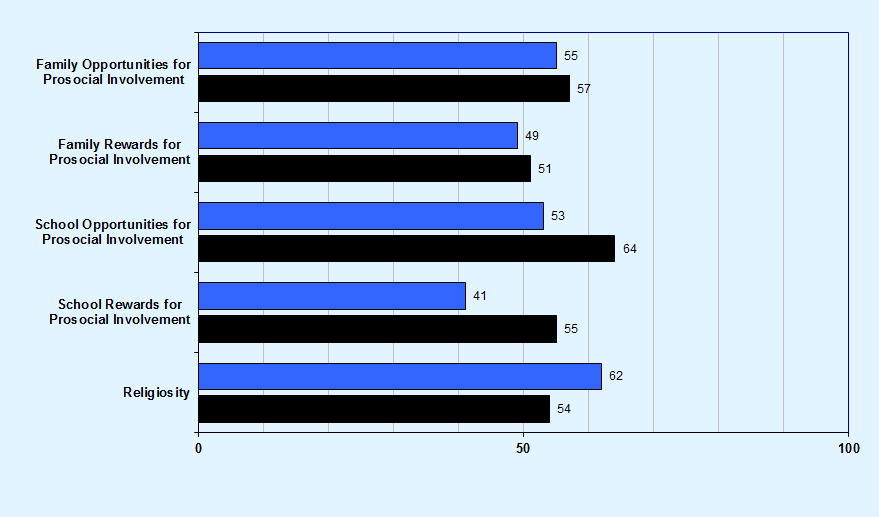 Family Opportunities for
Prosocial Involvement
55
57
Family Rewards for
Prosocial Involvement
49
51
School Opportunities for
Prosocial Involvement
53
64
School Rewards for
Prosocial Involvement
41
55
Religiosity
62
54
0 50 100